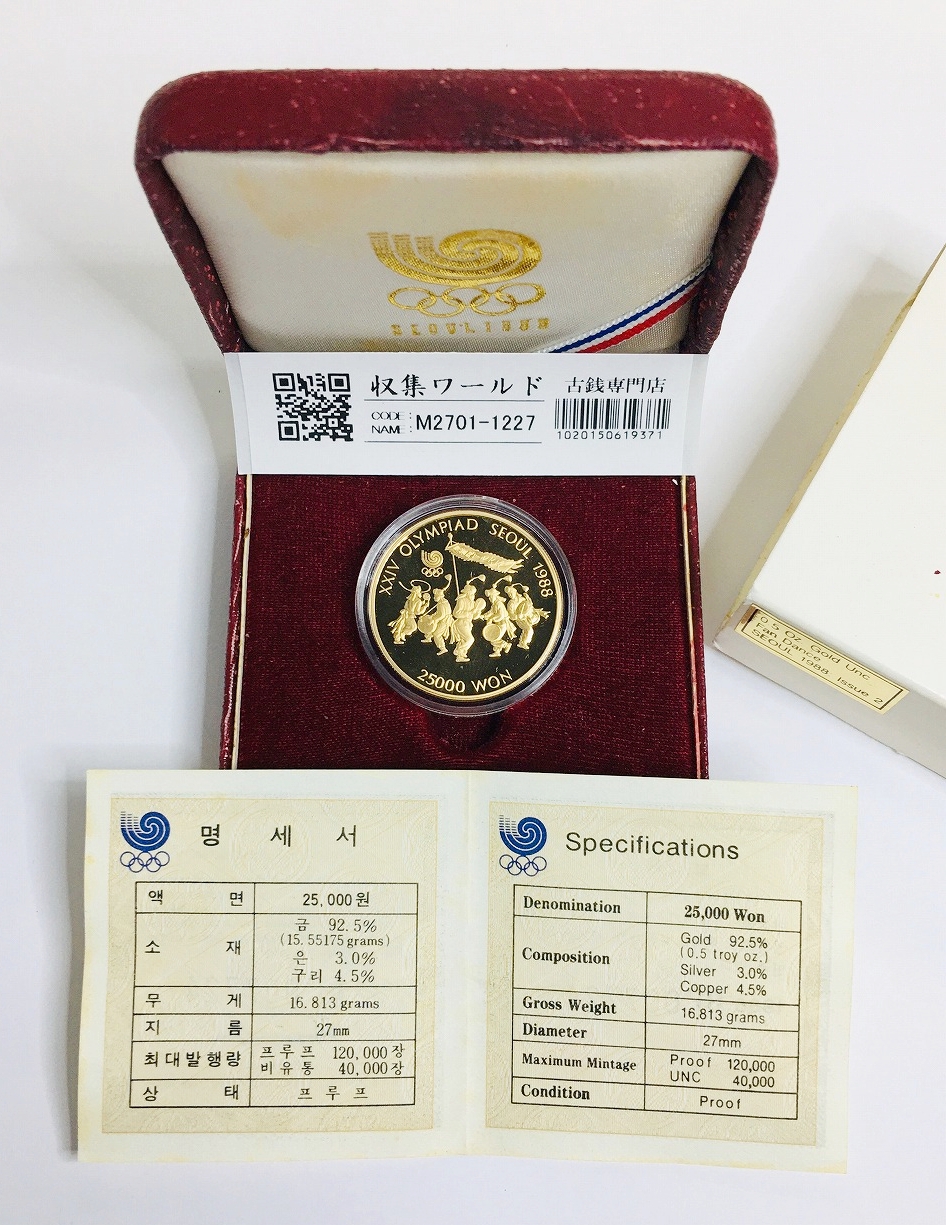 SEOUL 1988
収集ワールド 古銭専門店
CODE:
NAME: M2701-1227
1020150619371
XXIV OLYMPIAD SEOUL 1988
25000 WON
0.5 Oz. Gold Unc
Fan Dance
SEOUL 1988 Issue 2
명 세 서
액 면 25,000원
소 재 금 92.5%
(15.55175 grams)
은 3.0%
구리 4.5%
무 게 16.813 grams
지 름 27mm
최대발행량 프루프 120,000장
비유통 40,000장
상 태 프 루 프
Specifications
Denomination 25,000 Won
Composition Gold 92.5%
(0.5 troy oz.)
Silver 3.0%
Copper 4.5%
Gross Weight 16.813 grams
Diameter 27mm
Maximum Mintage Proof 120,000
UNC 40,000
Condition Proof